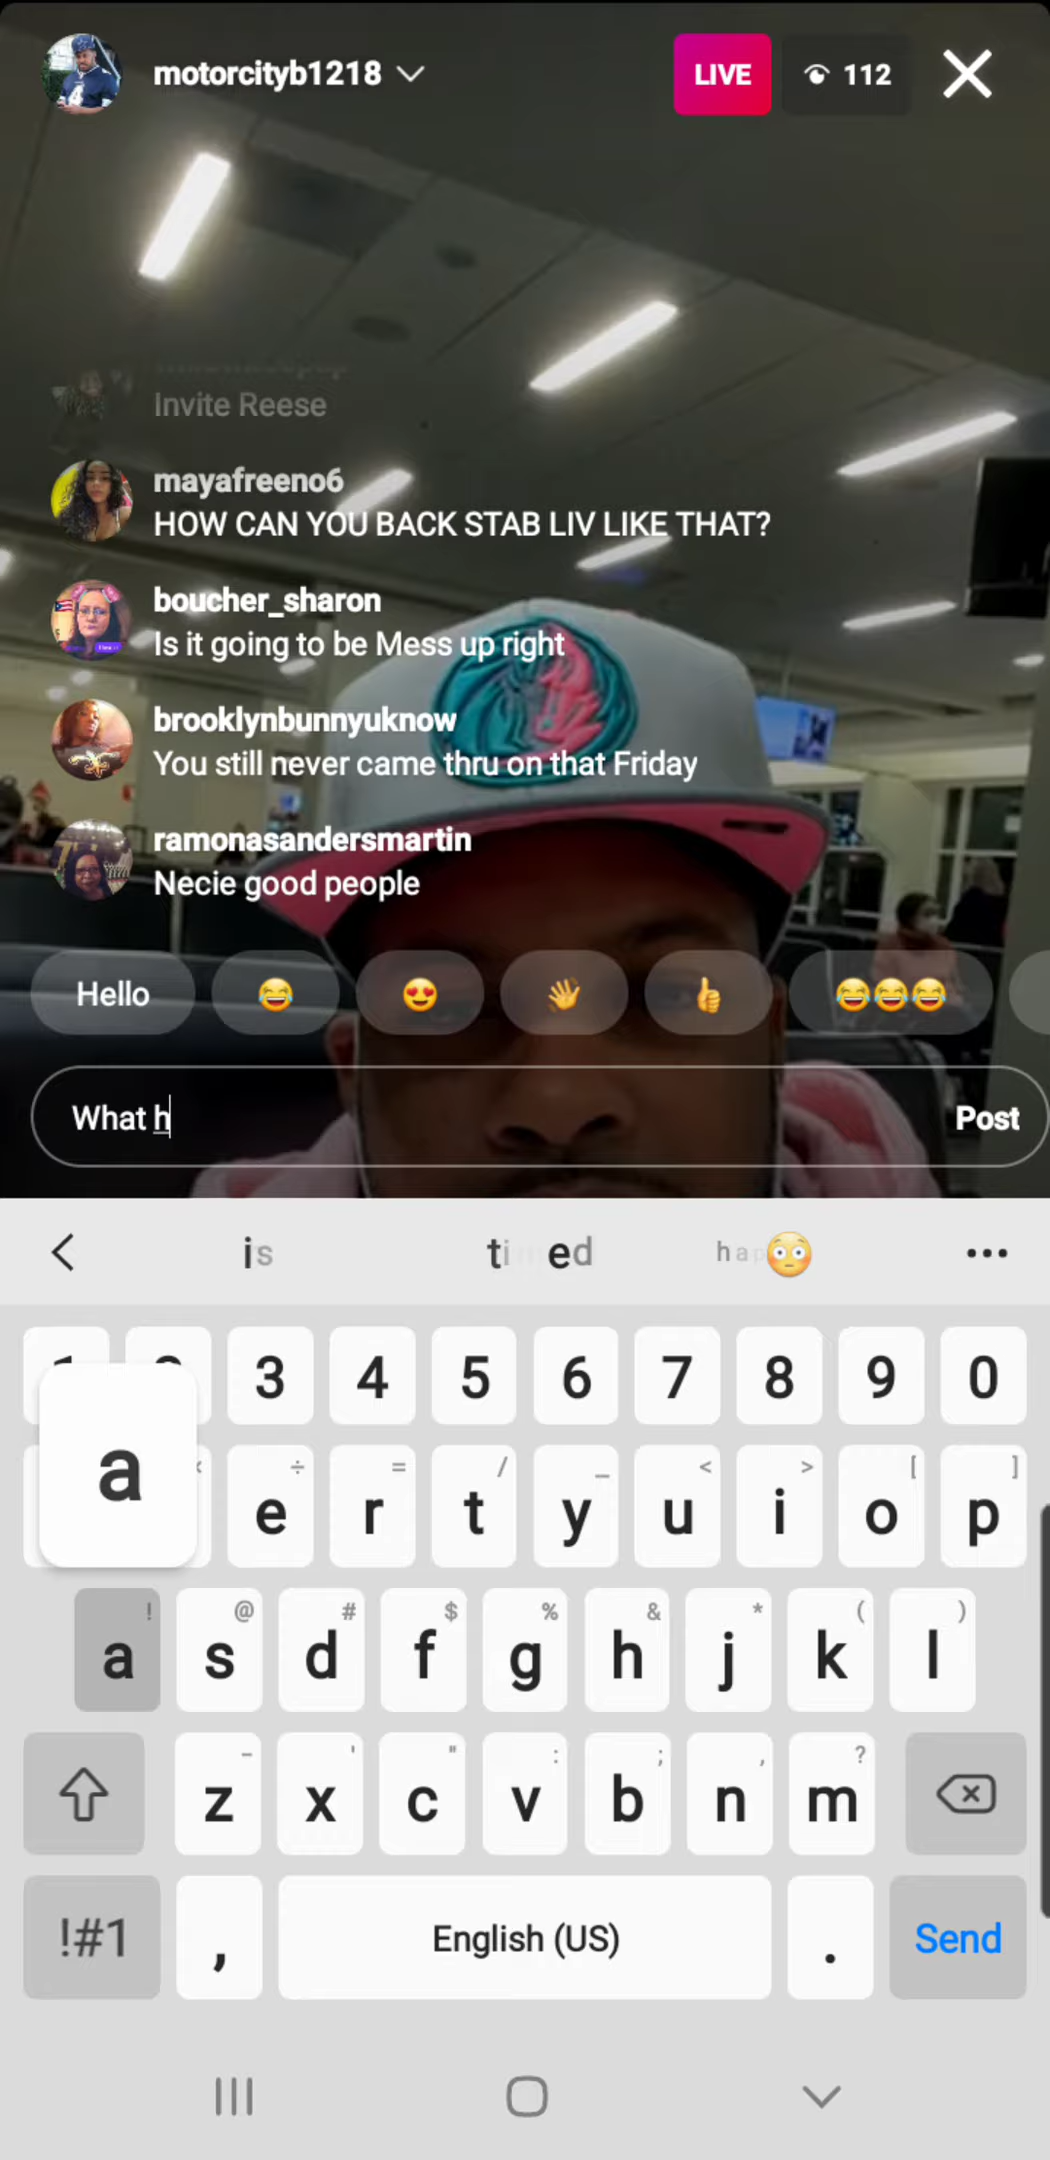 motorcityb1218
LIVE
112
Invite Reese
mayafreeno6
HOW CAN YOU BACK STAB LIV LIKE THAT?
boucher_sharon
Is it going to be Mess up right
brooklynbunnyuknow
You still never came thru on that Friday
ramonasandersmartin
Necie good people
Hello
What h
Post
is
3 4 5 6 7 8 9 0
a
÷ = / _ < > [ ]
e r t y u i o p
! @ # $ % & * ( )
a s d f g h j k l
- ' " : ; , ?
z x c v b n m
!#1 , English (US) . Send